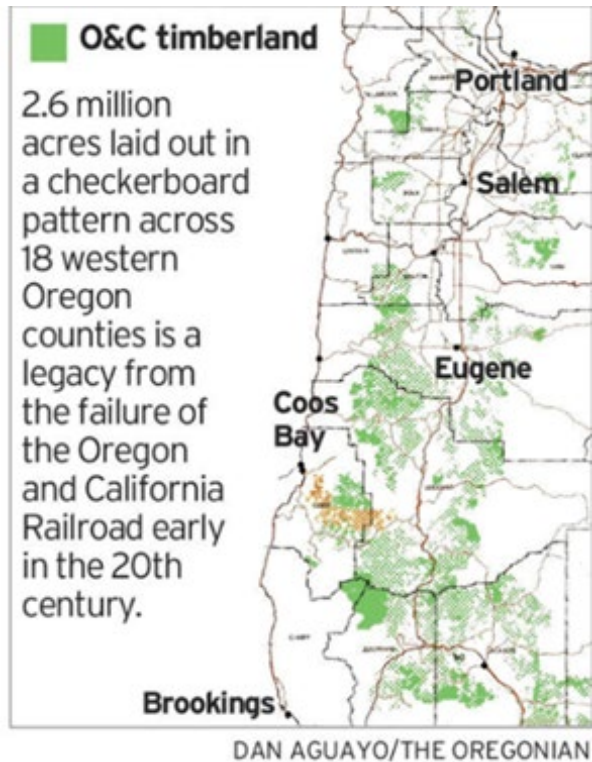 O&C timberland
2.6 million
acres laid out in
a checkerboard
pattern across
18 western
Oregon
counties is a
legacy from
the failure of
the Oregon
and California
Railroad early
in the 20th
century.
Portland
Salem
Eugene
Coos
Bay
Brookings
DAN AGUAYO/THE OREGONIAN